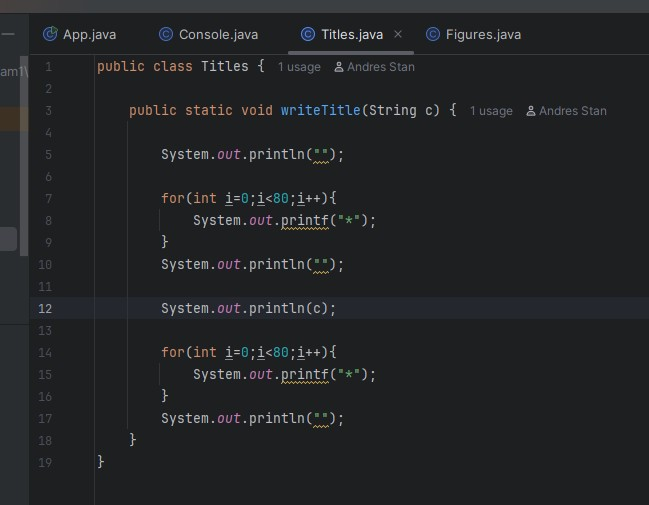 App.java Console.java Titles.java Figures.java
am1\
1 public class Titles { 1 usage Andres Stan
2
3 public static void writeTitle(String c) { 1 usage Andres Stan
4
5 System.out.println("");
6
7 for(int i=0;i<80;i++){
8 System.out.printf("*");
9 }
10 System.out.println("");
11
12 System.out.println(c);
13
14 for(int i=0;i<80;i++){
15 System.out.printf("*");
16 }
17 System.out.println("");
18 }
19 }